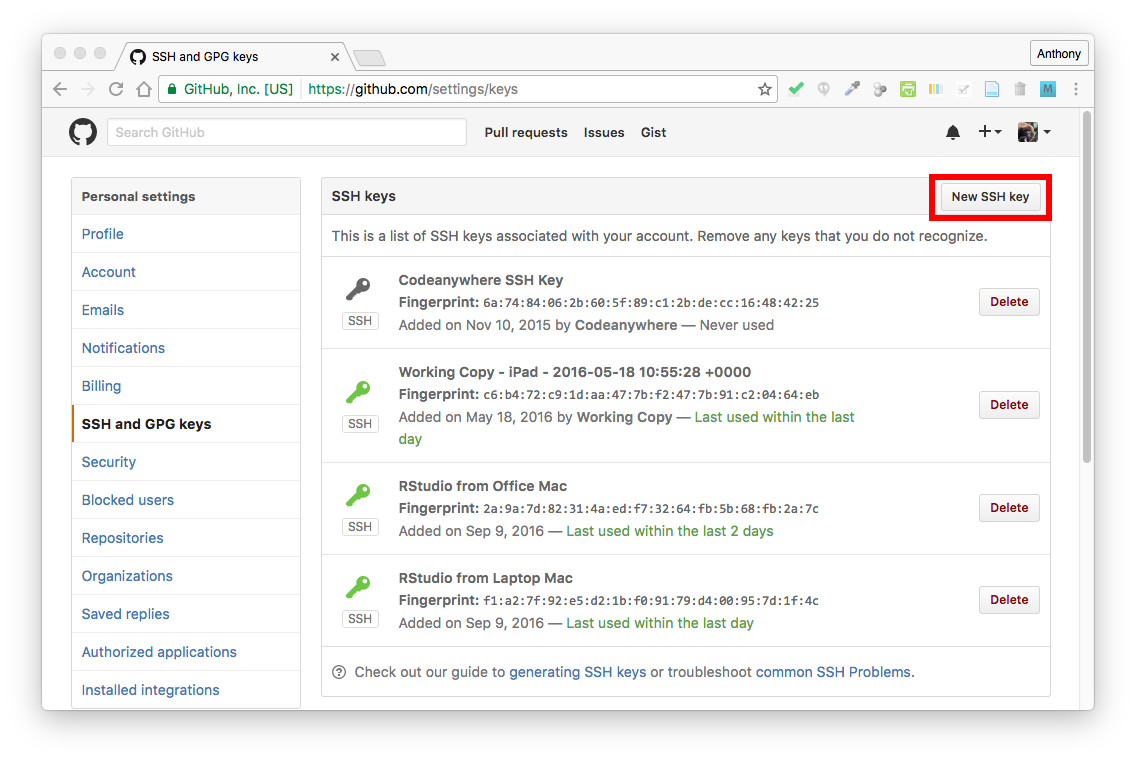 SSH and GPG keys
Anthony
GitHub, Inc. [US] https://github.com/settings/keys
M
Search GitHub
Pull requests Issues Gist
Personal settings
Profile
Account
Emails
Notifications
Billing
SSH and GPG keys
Security
Blocked users
Repositories
Organizations
Saved replies
Authorized applications
Installed integrations
SSH keys
New SSH key
This is a list of SSH keys associated with your account. Remove any keys that you do not recognize.
SSH
Codeanywhere SSH Key
Fingerprint: 6a:74:84:06:2b:60:5f:89:c1:2b:de:cc:16:48:42:25
Added on Nov 10, 2015 by Codeanywhere — Never used
Delete
SSH
Working Copy - iPad - 2016-05-18 10:55:28 +0000
Fingerprint: c6:b4:72:c9:1d:aa:47:7b:f2:47:7b:91:c2:04:64:eb
Added on May 18, 2016 by Working Copy — Last used within the last
day
Delete
SSH
RStudio from Office Mac
Fingerprint: 2a:9a:7d:82:31:4a:ed:f7:32:64:fb:5b:68:fb:2a:7c
Added on Sep 9, 2016 — Last used within the last 2 days
Delete
SSH
RStudio from Laptop Mac
Fingerprint: f1:a2:7f:92:e5:d2:1b:f0:91:79:d4:00:95:7d:1f:4c
Added on Sep 9, 2016 — Last used within the last day
Delete
Check out our guide to generating SSH keys or troubleshoot common SSH Problems.